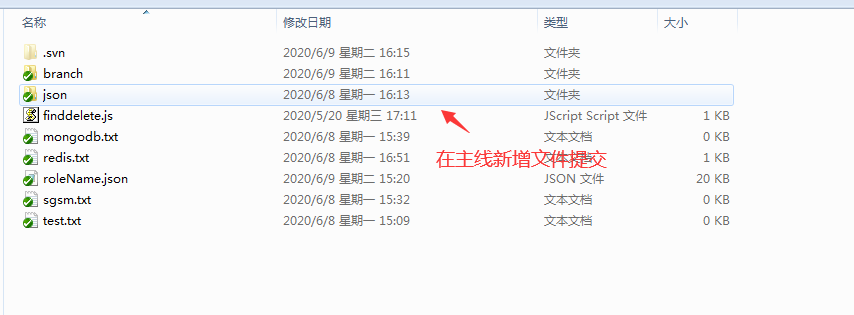 名称 修改日期 类型 大小
.svn 2020/6/9 星期二 16:15 文件夹
branch 2020/6/9 星期二 16:11 文件夹
json 2020/6/8 星期一 16:13 文件夹
finddelete.js 2020/5/20 星期三 17:11 JScript Script 文件 1 KB
mongodb.txt 2020/6/8 星期一 15:39 文本文档 0 KB
redis.txt 2020/6/8 星期一 16:51 文本文档 1 KB
在主线新增文件提交
roleName.json 2020/6/9 星期二 15:20 JSON 文件 20 KB
sgsm.txt 2020/6/8 星期一 15:32 文本文档 0 KB
test.txt 2020/6/8 星期一 15:09 文本文档 0 KB